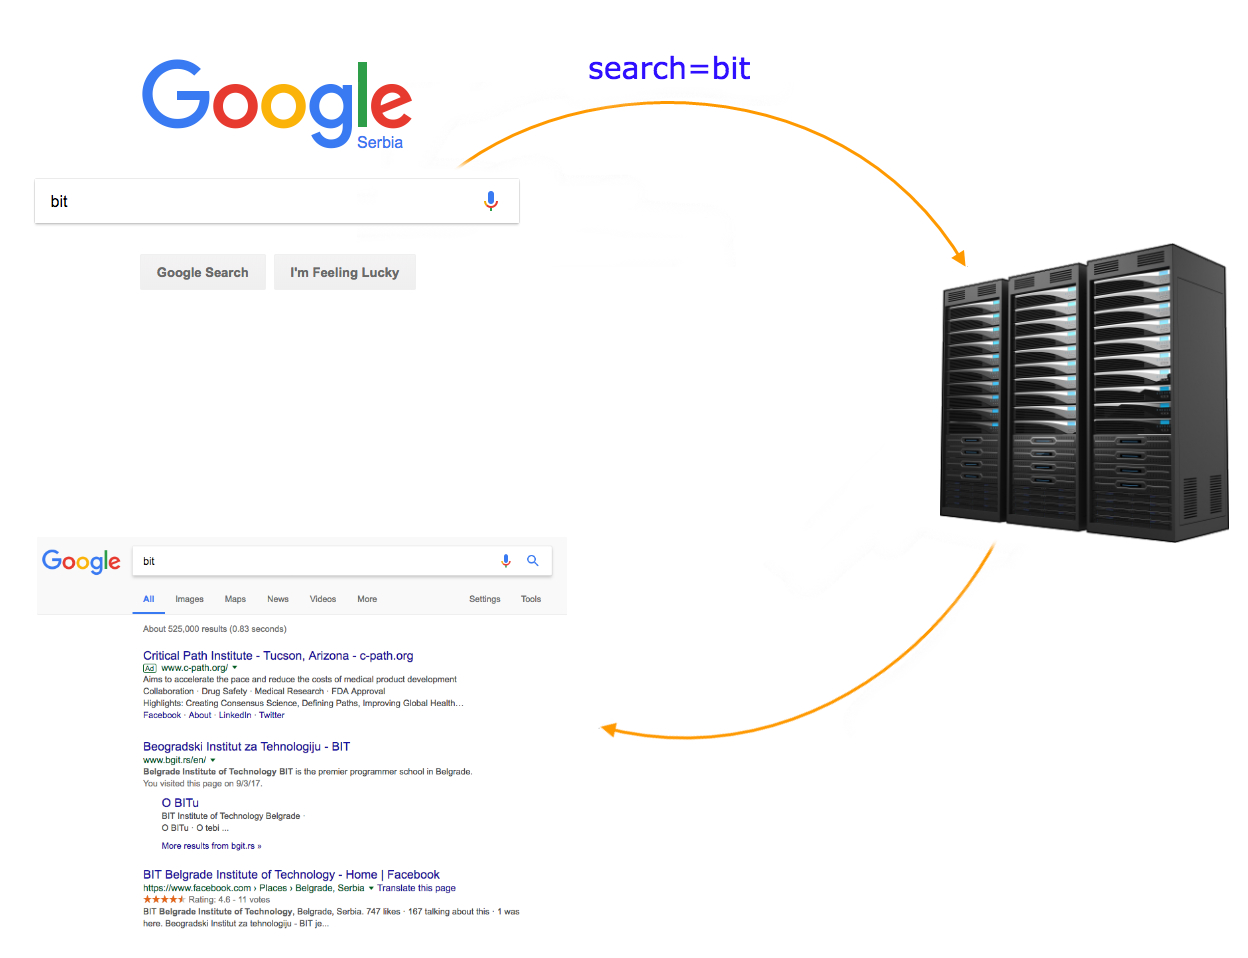 Google
Serbia
search=bit
bit
Google Search
I'm Feeling Lucky
Google
bit
All Images Maps News Videos More Settings Tools
About 525,000 results (0.83 seconds)
Critical Path Institute - Tucson, Arizona - c-path.org
Ad www.c-path.org/
Aims to accelerate the pace and reduce the costs of medical product development
Collaboration · Drug Safety · Medical Research · FDA Approval
Highlights: Creating Consensus Science, Defining Paths, Improving Global Health…
Facebook · About · LinkedIn · Twitter
Beogradski Institut za Tehnologiju - BIT
www.bgit.rs/en/
Belgrade Institute of Technology BIT is the premier programmer school in Belgrade.
You visited this page on 9/3/17.
O BITu
BIT Institute of Technology Belgrade ·
O BITu · O tebi ...
More results from bgit.rs »
BIT Belgrade Institute of Technology - Home | Facebook
https://www.facebook.com › Places › Belgrade, Serbia Translate this page
Rating: 4.6 - 11 votes
BIT Belgrade Institute of Technology, Belgrade, Serbia. 747 likes · 167 talking about this · 1 was
here. Beogradski Institut za tehnologiju - BIT je...